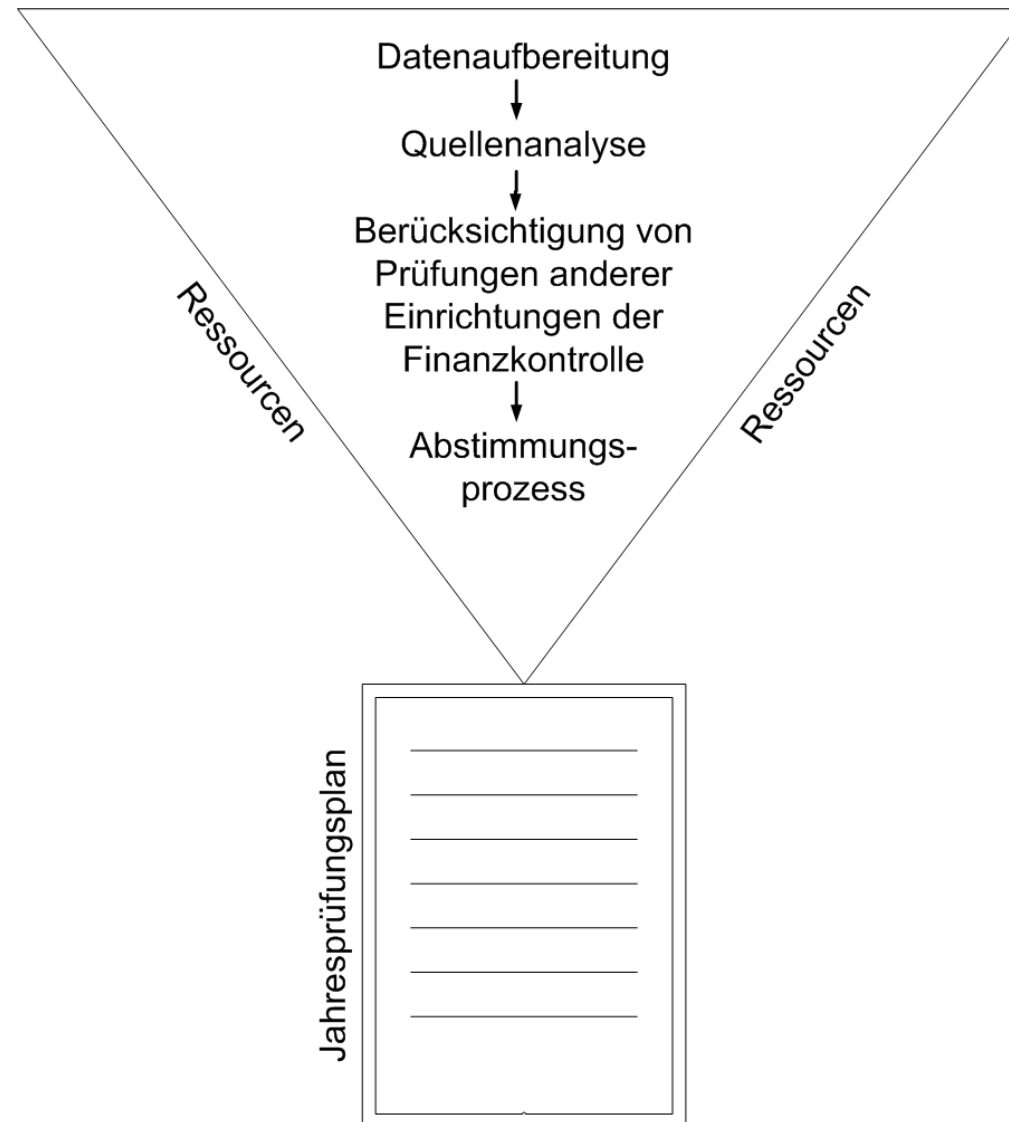 Datenaufbereitung
Quellenanalyse
Berücksichtigung von
Prüfungen anderer
Einrichtungen der
Finanzkontrolle
Abstimmungs-
prozess
Ressourcen
Ressourcen
Jahresprüfungsplan